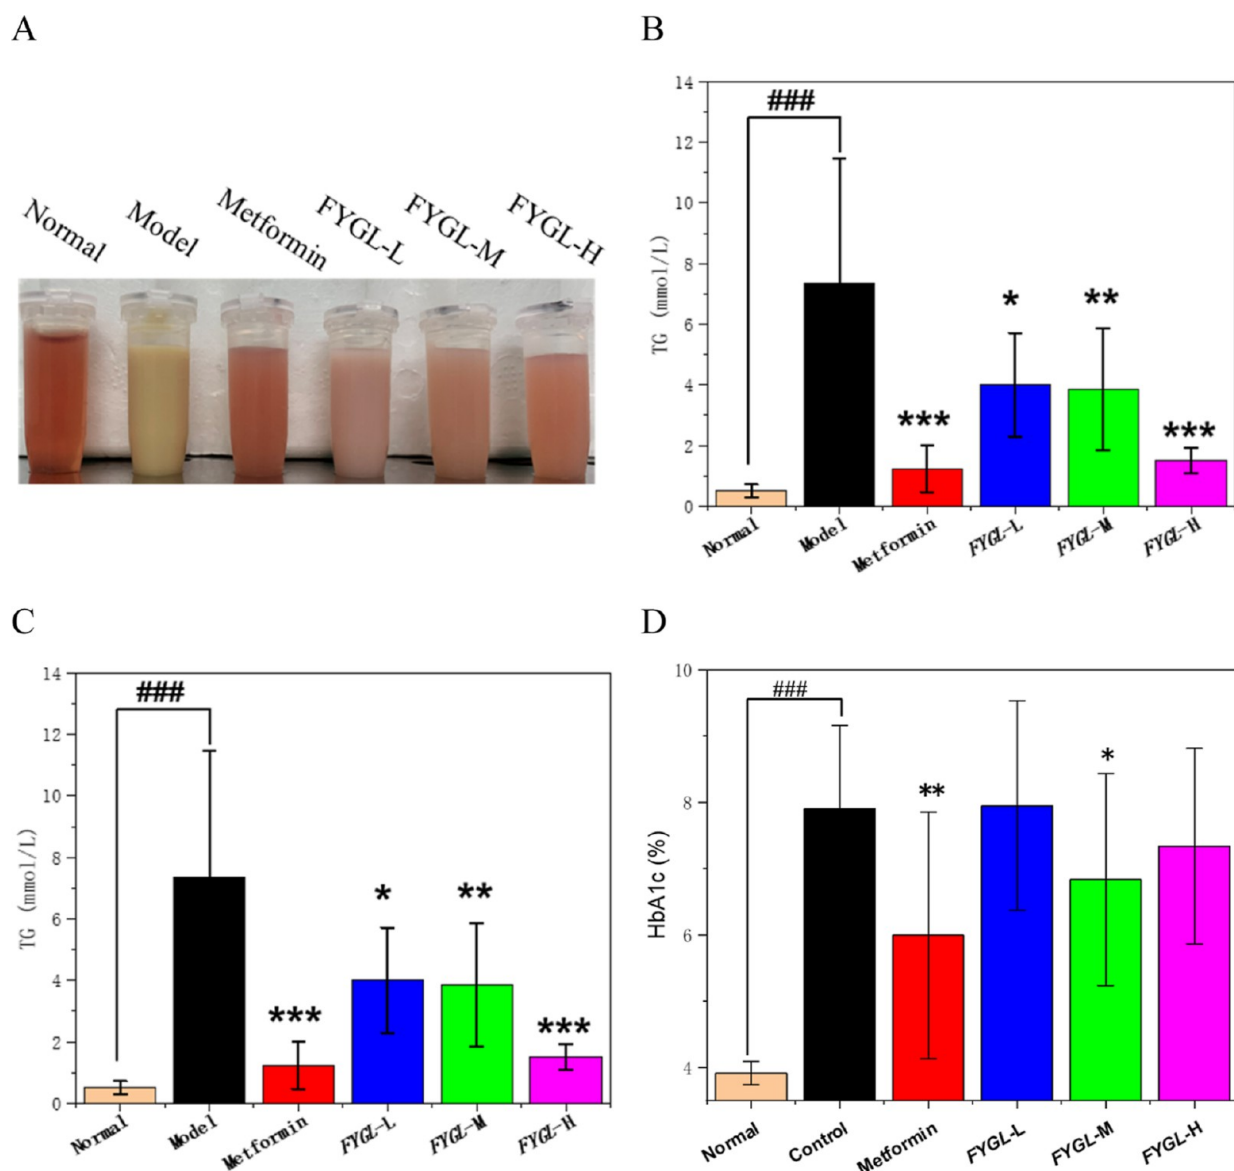 A
Normal
Model
Metformin
FYGL-L
FYGL-M
FYGL-H
B
TG (mmol/L)
14
12
10
8
6
4
2
0
###
*
**
***
***
Normal
Model
Metformin
FYGL-L
FYGL-M
FYGL-H
C
TG (mmol/L)
14
12
10
8
6
4
2
0
###
*
**
***
***
Normal
Model
Metformin
FYGL-L
FYGL-M
FYGL-H
D
HbA1c (%)
10
8
6
4
###
**
*
Normal
Control
Metformin
FYGL-L
FYGL-M
FYGL-H